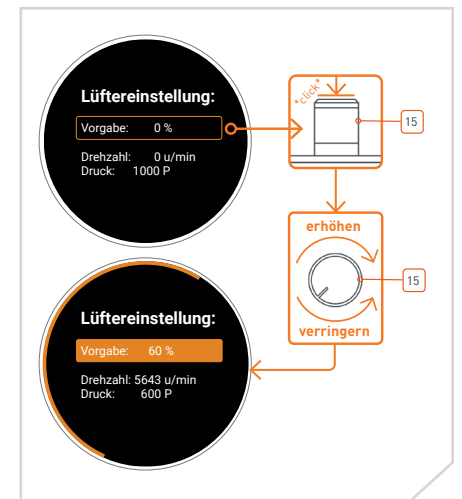 Lüftereinstellung:
Vorgabe: 0 %
Drehzahl: 0 u/min
Druck: 1000 P
*click*
15
erhöhen
15
verringern
Lüftereinstellung:
Vorgabe: 60 %
Drehzahl: 5643 u/min
Druck: 600 P